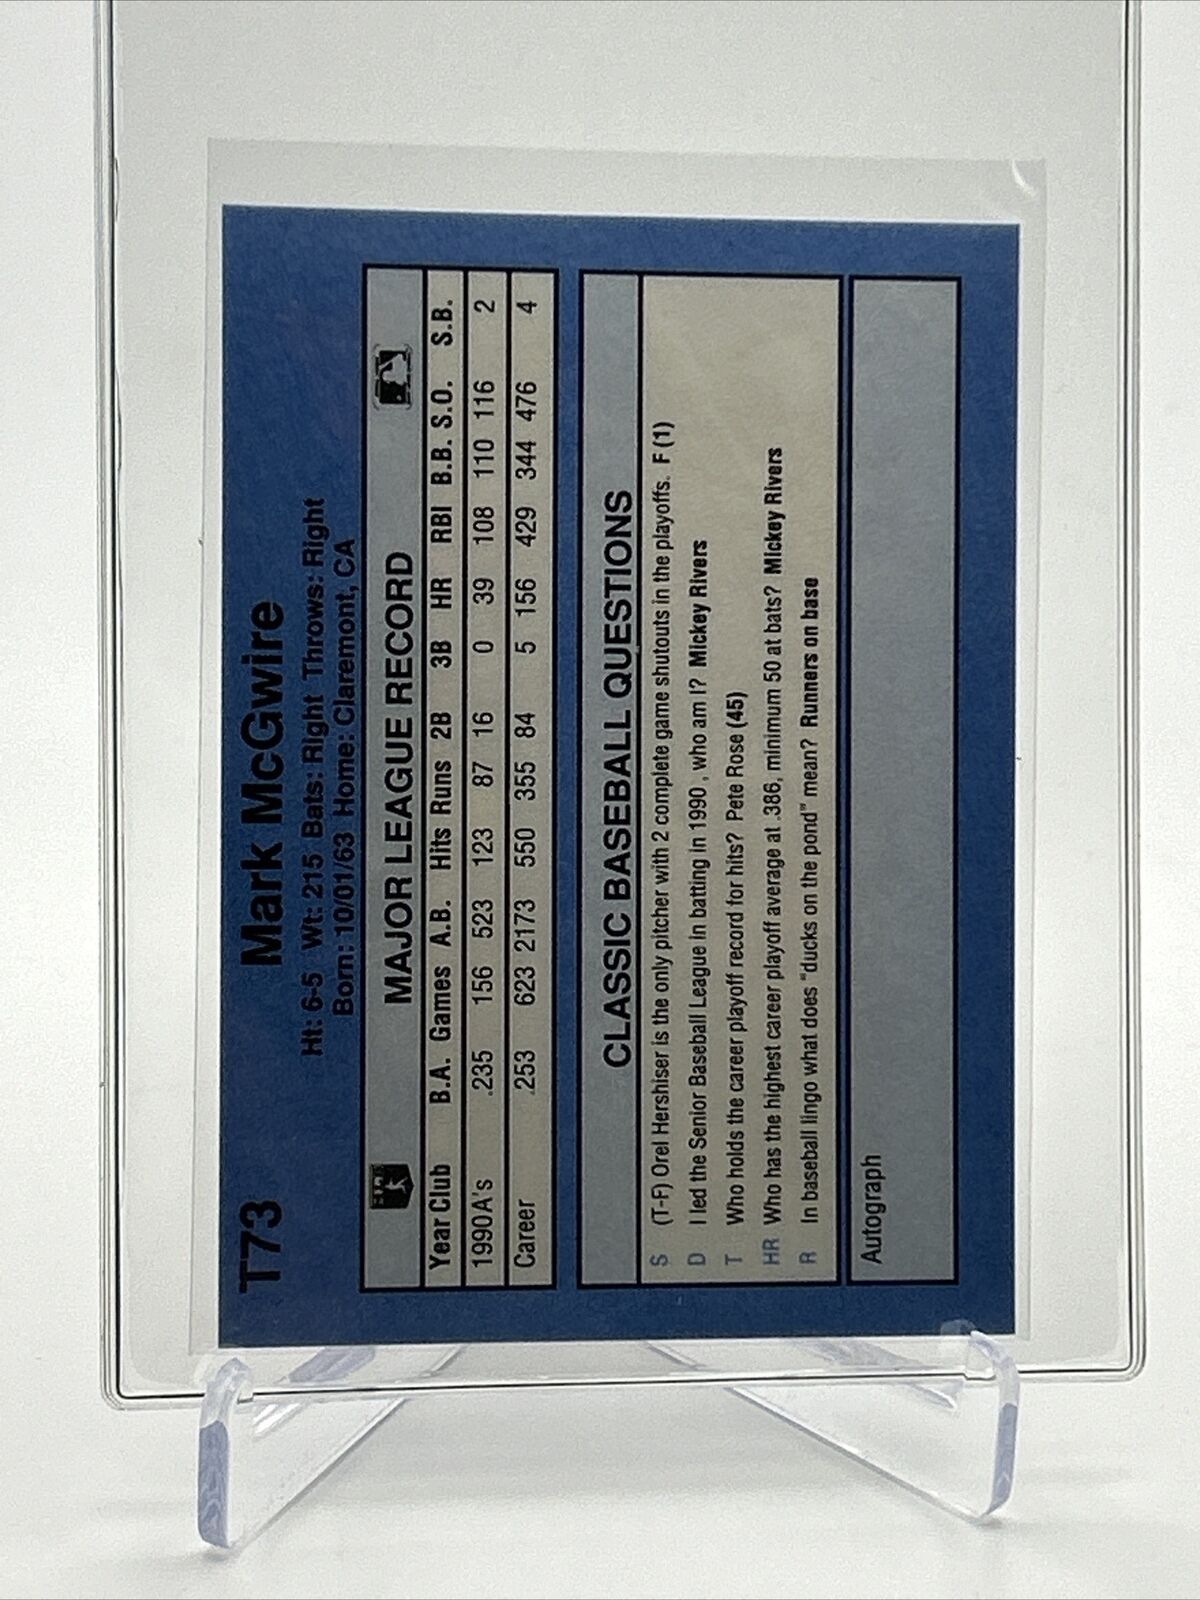 T73
Mark McGwire
Ht: 6-5 Wt: 215 Bats: Right Throws: Right
Born: 10/01/63 Home: Claremont, CA
MAJOR LEAGUE RECORD
Year Club B.A. Games A.B. Hits Runs 2B 3B HR RBI B.B. S.O. S.B.
1990 A's .235 156 523 123 87 16 0 39 108 110 116 2
Career .253 623 2173 550 355 84 5 156 429 344 476 4
CLASSIC BASEBALL QUESTIONS
S (T-F) Orel Hershiser is the only pitcher with 2 complete game shutouts in the playoffs. F (1)
D I led the Senior Baseball League in batting in 1990 , who am I? Mickey Rivers
T Who holds the career playoff record for hits? Pete Rose (45)
HR Who has the highest career playoff average at .386, minimum 50 at bats? Mickey Rivers
R In baseball lingo what does "ducks on the pond" mean? Runners on base
Autograph